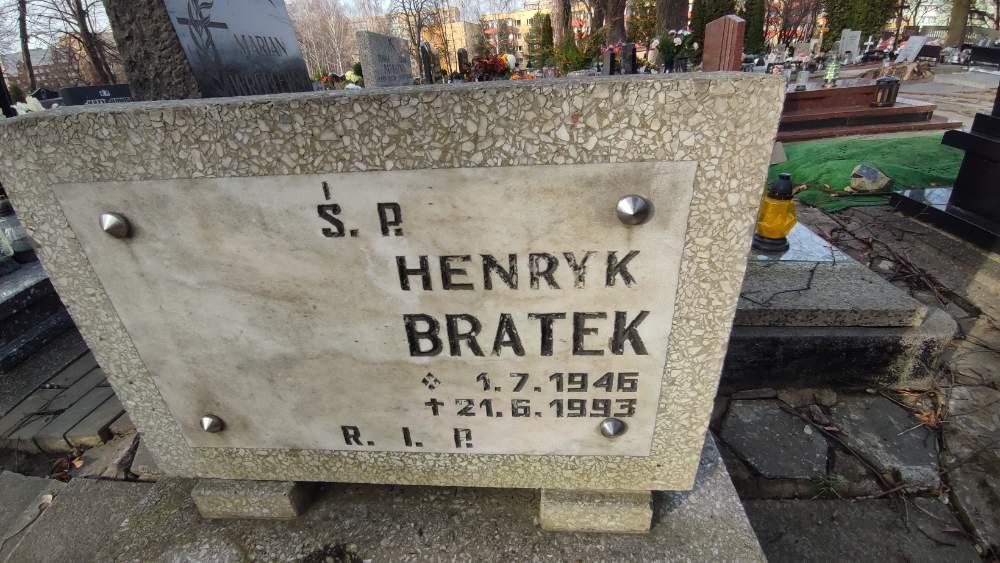 MARIAN
Ś. P.
HENRYK
BRATEK
1.7.1946
✝ 21.6.1993
R. I. P.